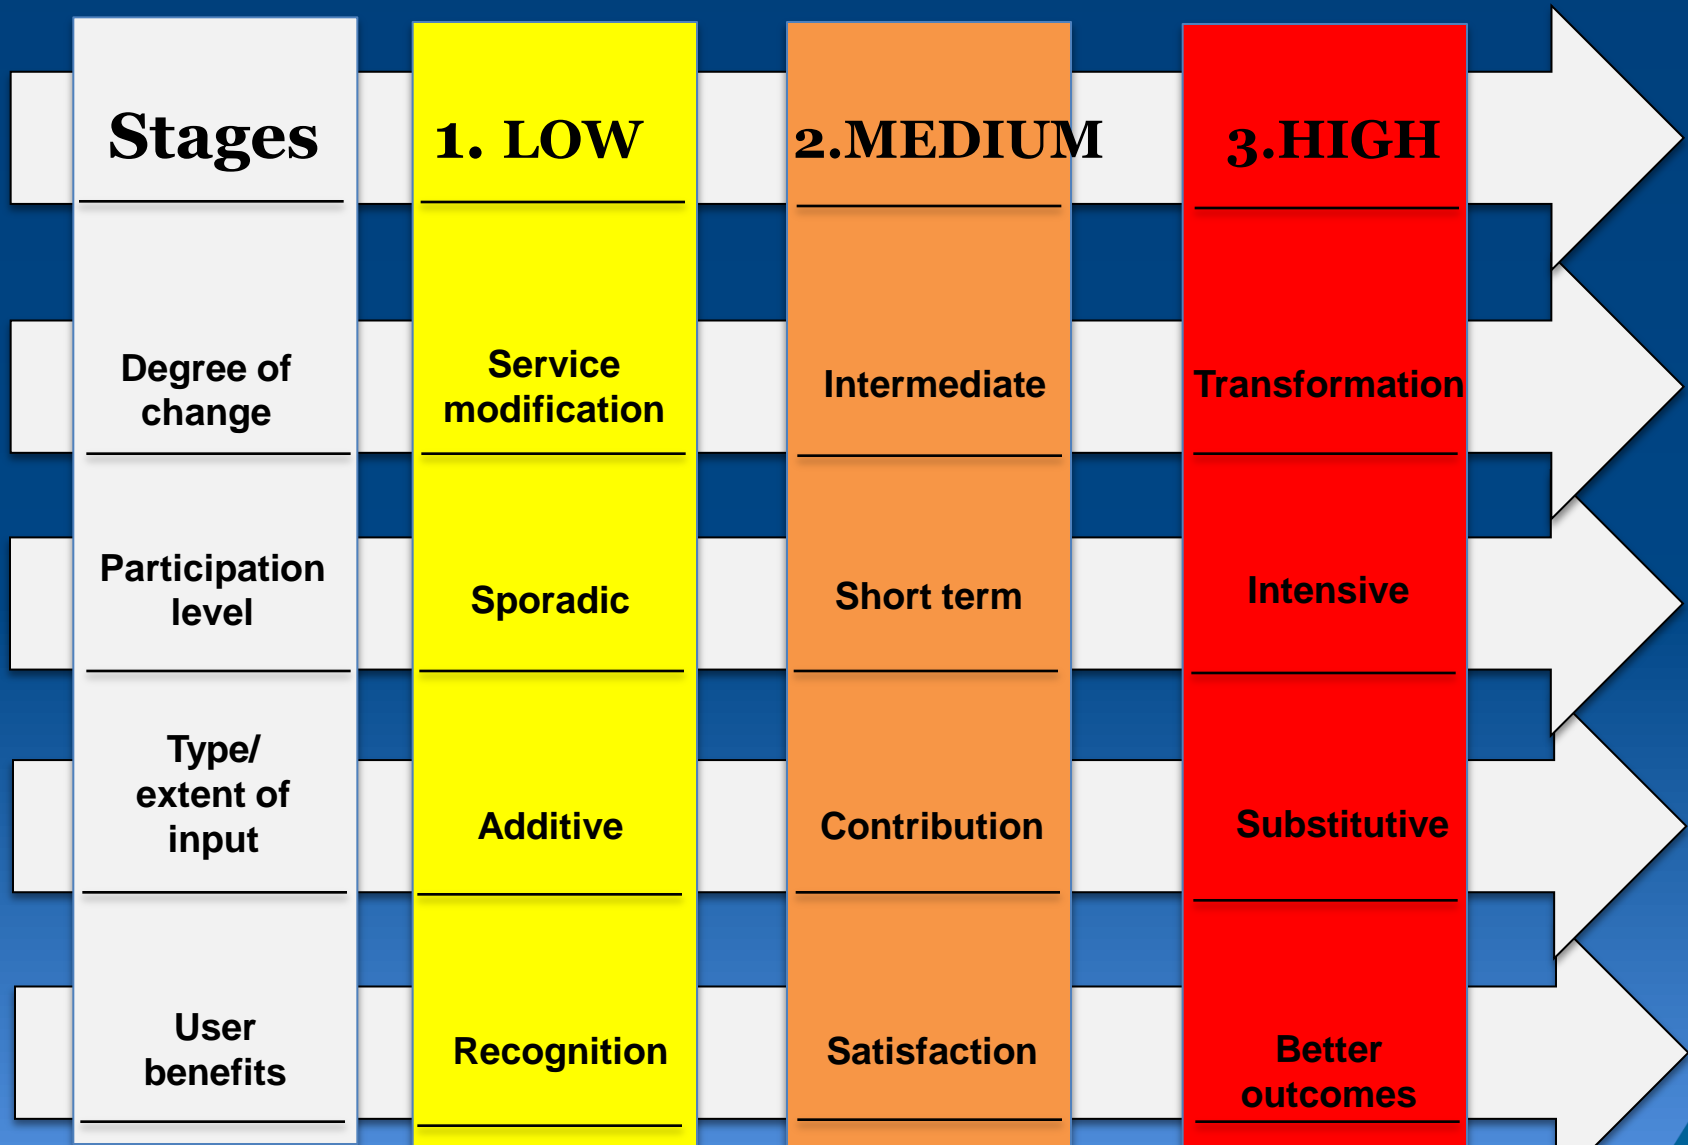 Stages
1. LOW
2.MEDIUM
3.HIGH
Degree of
change
Service
modification
Intermediate
Transformation
Participation
level
Sporadic
Short term
Intensive
Type/
extent of
input
Additive
Contribution
Substitutive
User
benefits
Recognition
Satisfaction
Better
outcomes